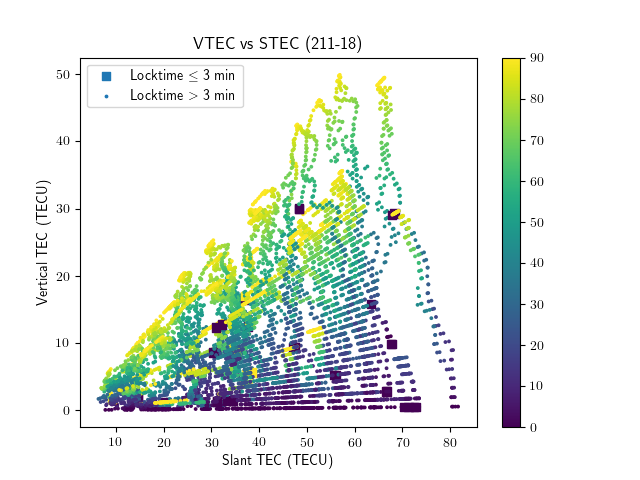 VTEC vs STEC (211-18)
Locktime ≤ 3 min
Locktime > 3 min
Vertical TEC (TECU)
50
40
30
20
10
0
10 20 30 40 50 60 70 80
Slant TEC (TECU)
90
80
70
60
50
40
30
20
10
0